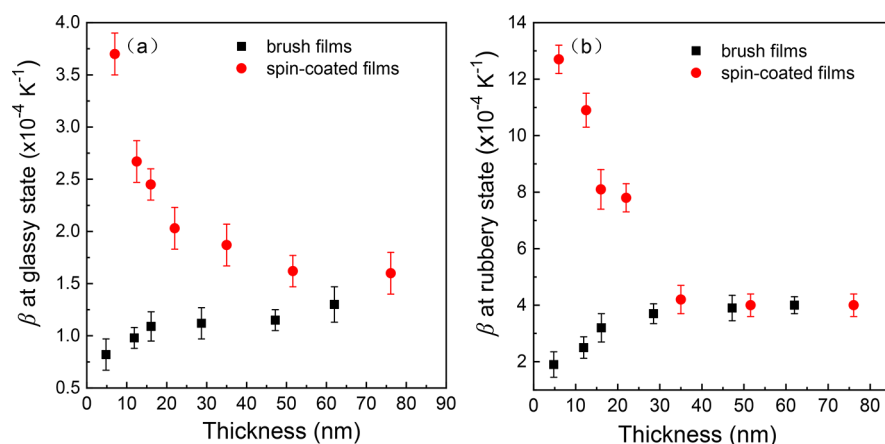 4.0
3.5
3.0
2.5
2.0
1.5
1.0
0.5
β at glassy state (x10⁻⁴ K⁻¹)
(a)
brush films
spin-coated films
0 10 20 30 40 50 60 70 80 90
Thickness (nm)
14
12
10
8
6
4
2
β at rubbery state (x10⁻⁴ K⁻¹)
(b)
brush films
spin-coated films
0 10 20 30 40 50 60 70 80
Thickness (nm)